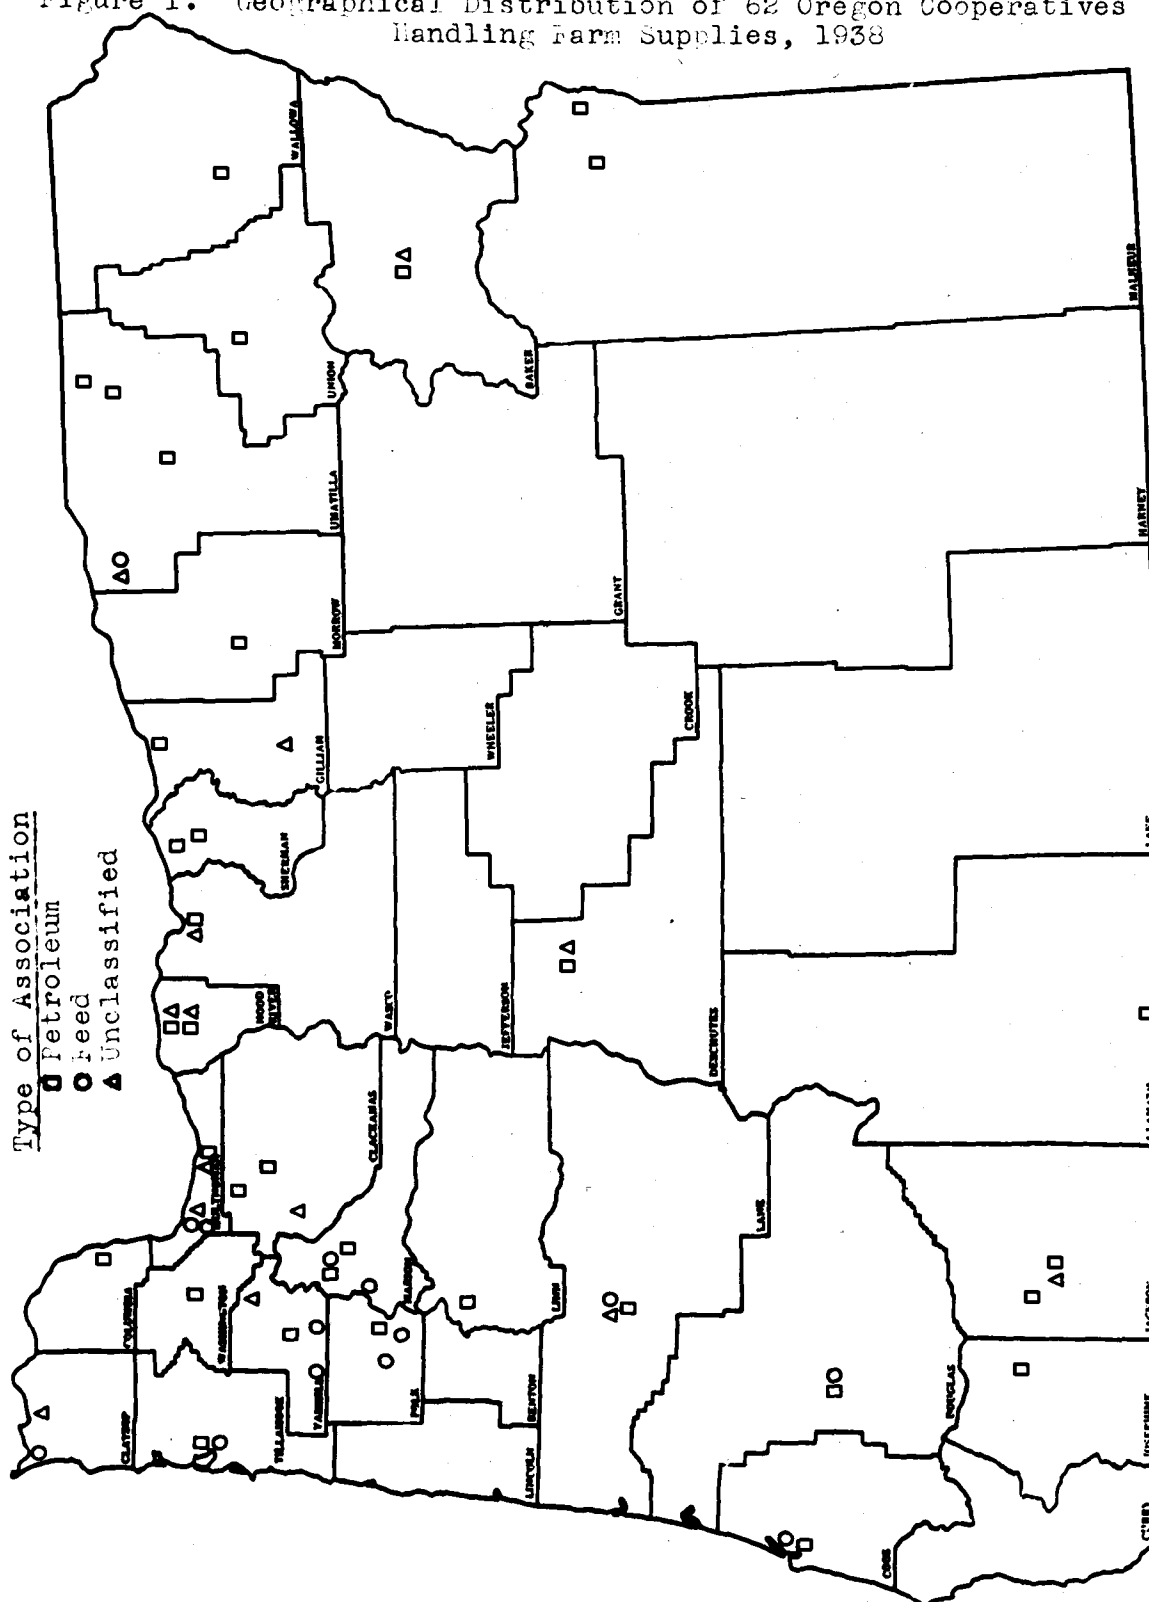 Figure 1. Geographical Distribution of 62 Oregon Cooperatives
Handling Farm Supplies, 1938
Type of Association
Petroleum
Feed
Unclassified
WALLOWA
UNION
BAKER
MALHEUR
UMATILLA
MORROW
GRANT
HARNEY
GILLIAN
WHEELER
CROOK
SHERMAN
HOOD
RIVER
WASCO
JEFFERSON
DESCHUTES
CLACKAMAS
MULTNOMAH
COLUMBIA
WASHINGTON
MARION
LINN
LANE
CLATSOP
TILLAMOOK
YAMHILL
POLK
BENTON
LINCOLN
DOUGLAS
COOS